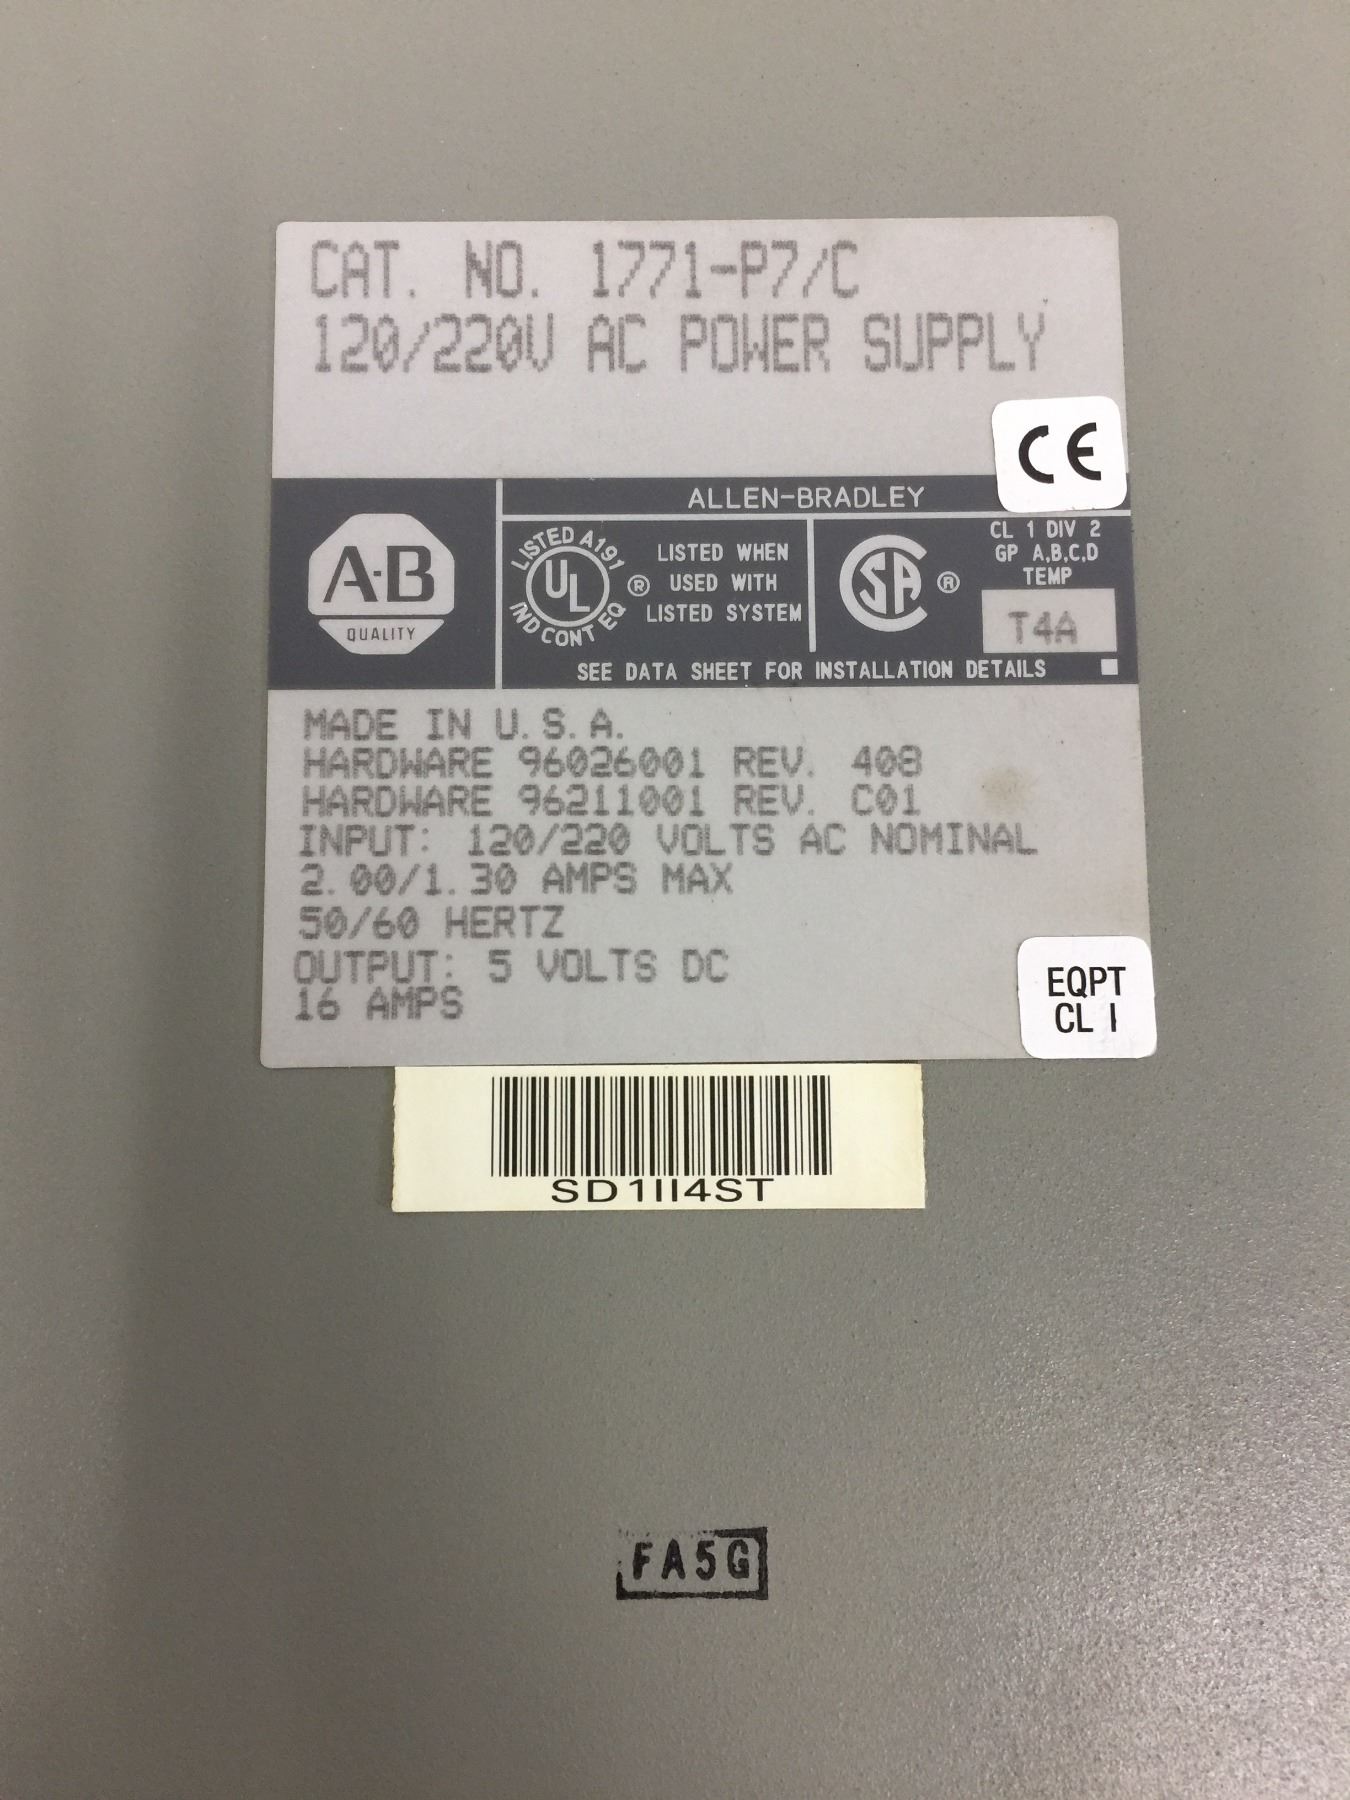 CAT. NO. 1771-P7/C
120/220V AC POWER SUPPLY
CE
ALLEN-BRADLEY
A-B
QUALITY
LISTED A191
UL
IND CONT EQ
®
LISTED WHEN
USED WITH
LISTED SYSTEM
SA
®
CL 1 DIV 2
GP A,B,C,D
TEMP
T4A
SEE DATA SHEET FOR INSTALLATION DETAILS
MADE IN U.S.A.
HARDWARE 96026001 REV. 408
HARDWARE 96211001 REV. C01
INPUT: 120/220 VOLTS AC NOMINAL
2.00/1.30 AMPS MAX
50/60 HERTZ
OUTPUT: 5 VOLTS DC
16 AMPS
EQPT
CL I
SD1II4ST
FA5G